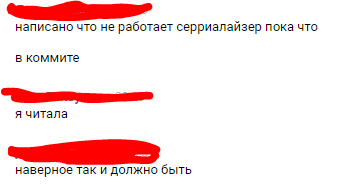 написано что не работает серриалайзер пока что
в коммите
я читала
наверное так и должно быть